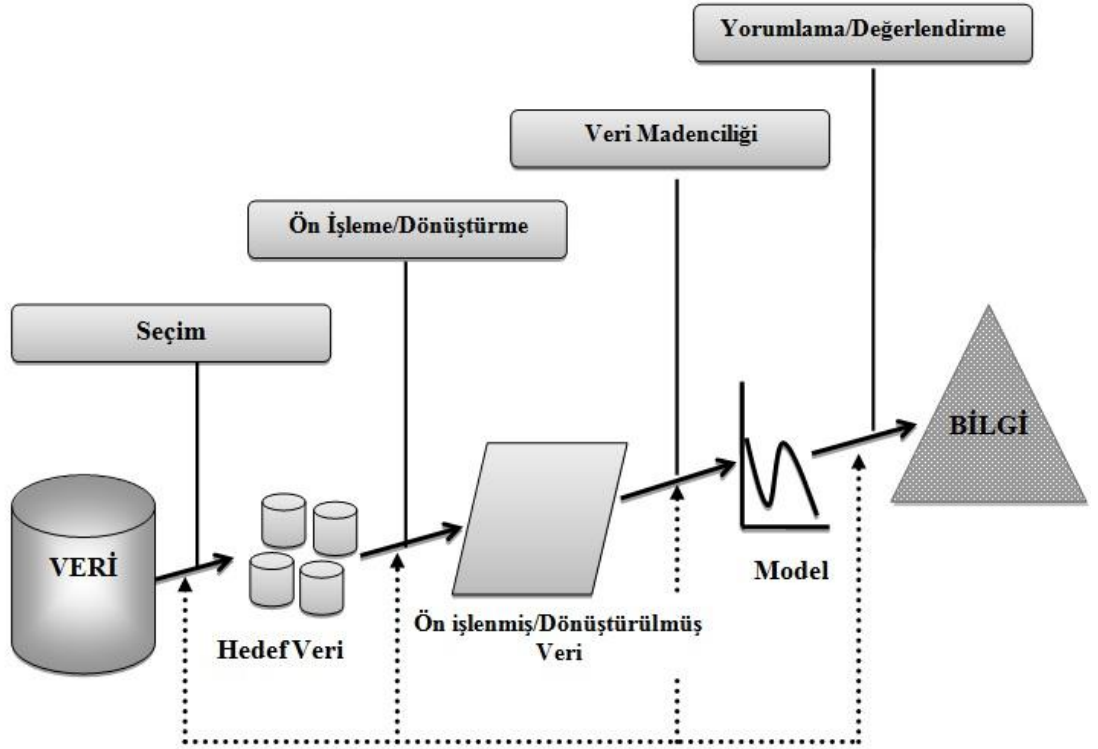 Yorumlama/Değerlendirme
Veri Madenciliği
Ön İşleme/Dönüştürme
Seçim
BİLGİ
VERİ
Model
Hedef Veri
Ön işlenmiş/Dönüştürülmüş
Veri